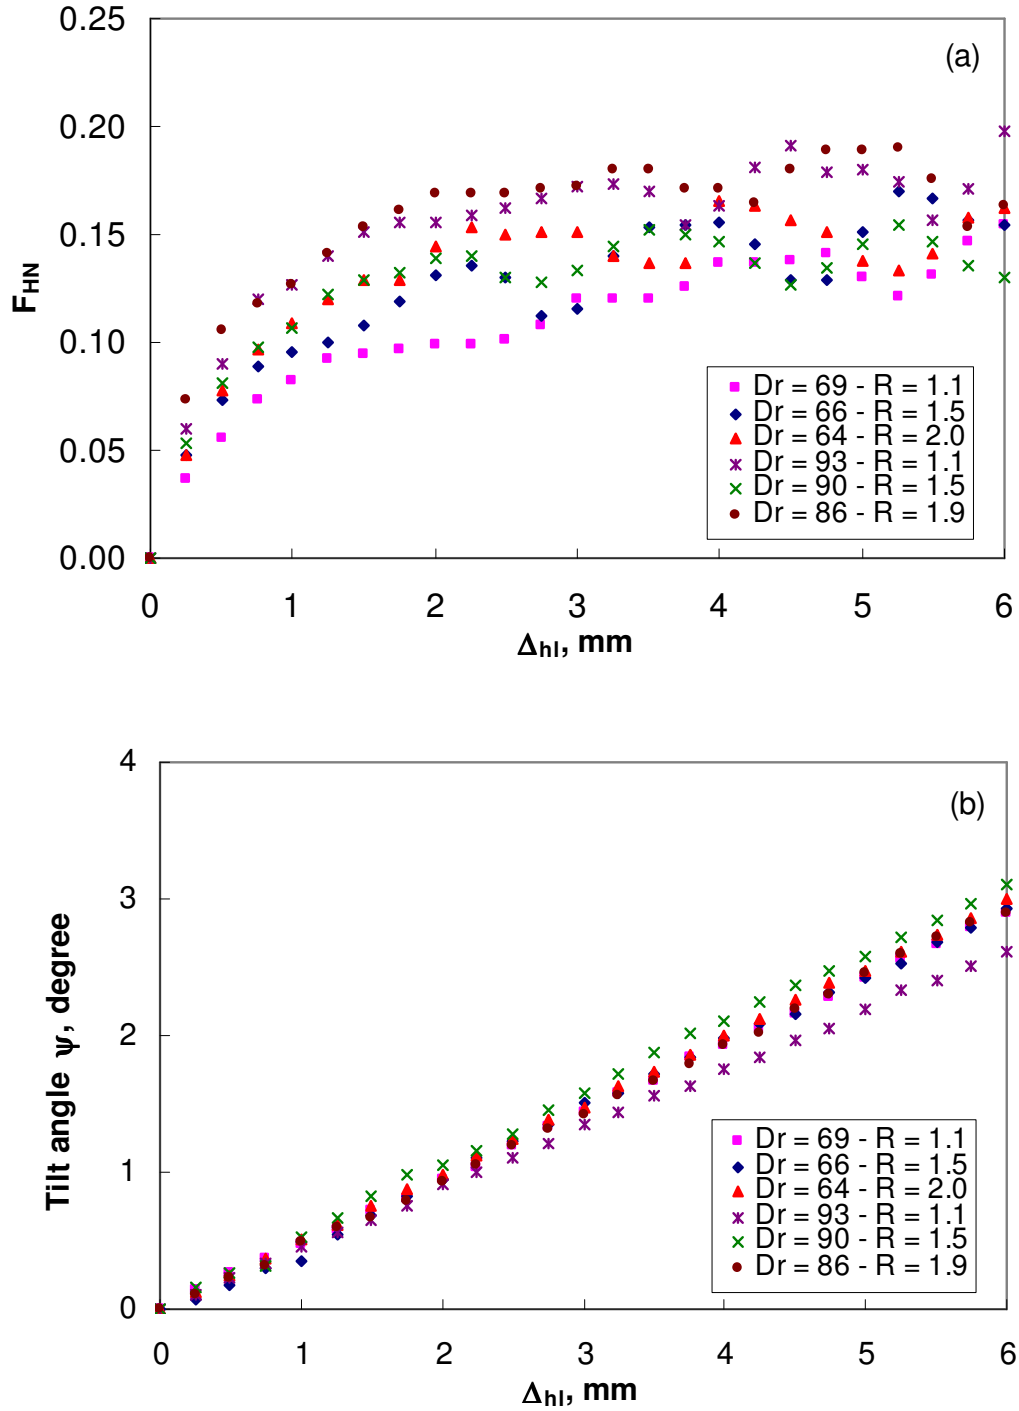 0.25
(a)
0.20
0.15
0.10
0.05
0.00
F_HN
Dr = 69 - R = 1.1
Dr = 66 - R = 1.5
Dr = 64 - R = 2.0
Dr = 93 - R = 1.1
Dr = 90 - R = 1.5
Dr = 86 - R = 1.9
0 1 2 3 4 5 6
Δhl, mm
4
(b)
3
2
1
0
Tilt angle ψ, degree
Dr = 69 - R = 1.1
Dr = 66 - R = 1.5
Dr = 64 - R = 2.0
Dr = 93 - R = 1.1
Dr = 90 - R = 1.5
Dr = 86 - R = 1.9
0 1 2 3 4 5 6
Δhl, mm